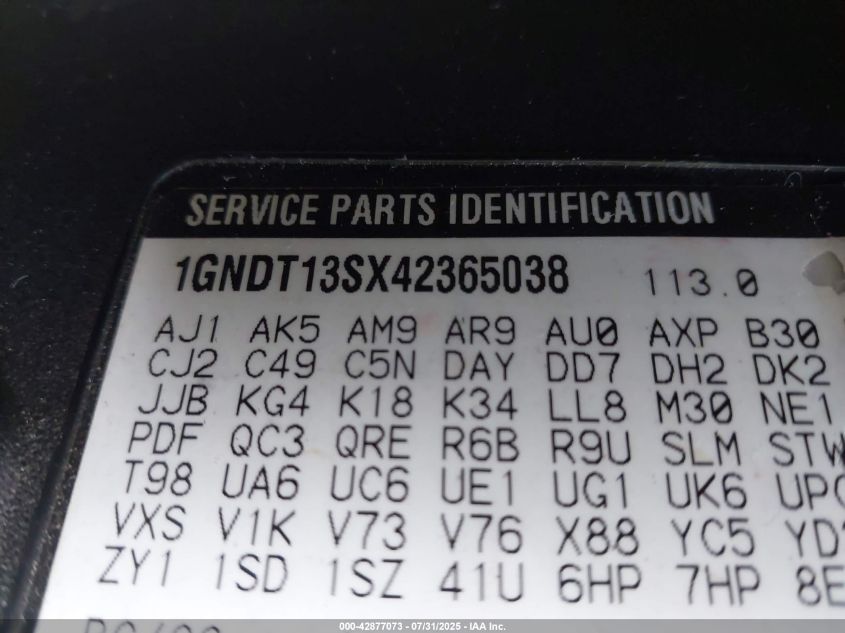 SERVICE PARTS IDENTIFICATION
1GNDT13SX42365038 113.0
AJ1 AK5 AM9 AR9 AU0 AXP B30
CJ2 C49 C5N DAY DD7 DH2 DK2
JJB KG4 K18 K34 LL8 M30 NE1
PDF QC3 QRE R6B R9U SLM STW
T98 UA6 UC6 UE1 UG1 UK6
VXS V1K V73 V76 X88 YC5
ZY1 1SD 1SZ 41U 6HP 7HP
000-42877073 - 07/31/2025 - IAA Inc.